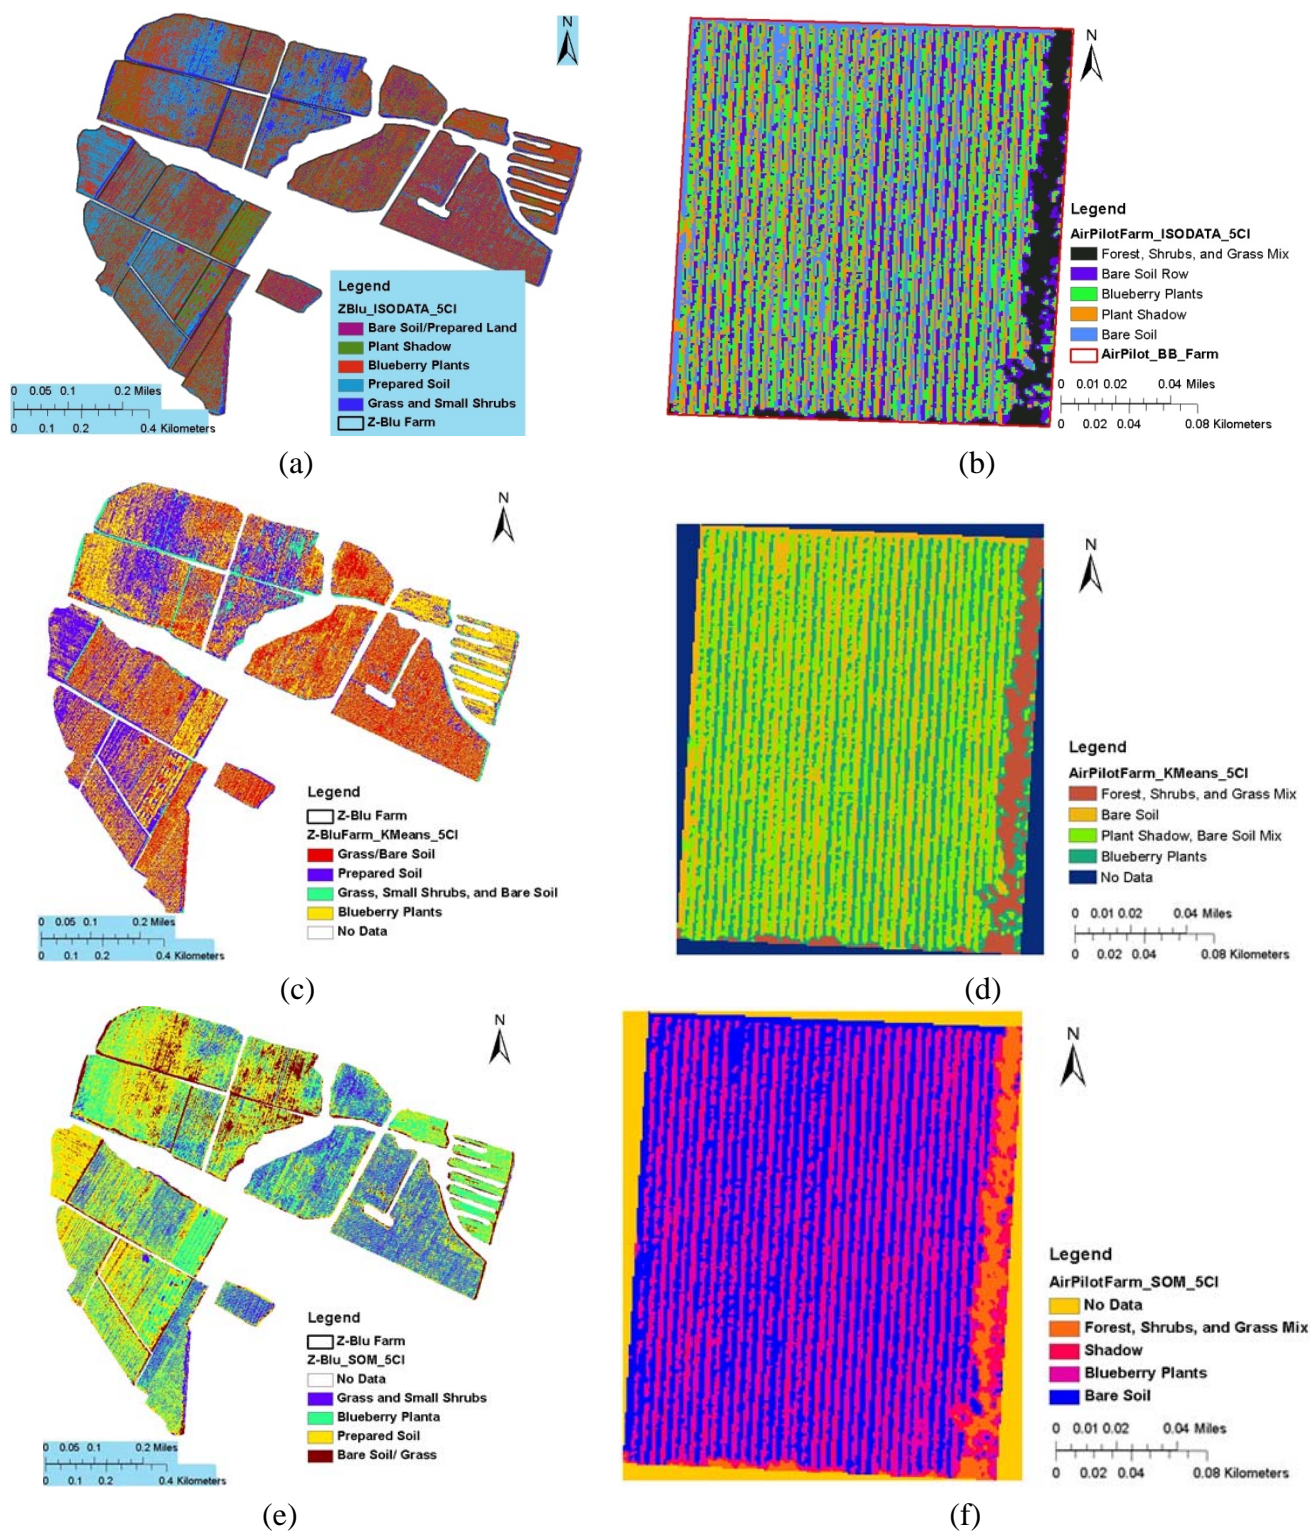 N
Legend
ZBlu_ISODATA_5Cl
Bare Soil/Prepared Land
Plant Shadow
Blueberry Plants
Prepared Soil
Grass and Small Shrubs
Z-Blu Farm
0 0.05 0.1 0.2 Miles
0 0.1 0.2 0.4 Kilometers
(a)
N
Legend
AirPilotFarm_ISODATA_5Cl
Forest, Shrubs, and Grass Mix
Bare Soil Row
Blueberry Plants
Plant Shadow
Bare Soil
AirPilot_BB_Farm
0 0.01 0.02 0.04 Miles
0 0.02 0.04 0.08 Kilometers
(b)
N
Legend
Z-Blu Farm
Z-BluFarm_KMeans_5Cl
Grass/Bare Soil
Prepared Soil
Grass, Small Shrubs, and Bare Soil
Blueberry Plants
No Data
0 0.05 0.1 0.2 Miles
0 0.1 0.2 0.4 Kilometers
(c)
N
Legend
AirPilotFarm_KMeans_5Cl
Forest, Shrubs, and Grass Mix
Bare Soil
Plant Shadow, Bare Soil Mix
Blueberry Plants
No Data
0 0.01 0.02 0.04 Miles
0 0.02 0.04 0.08 Kilometers
(d)
N
Legend
Z-Blu Farm
Z-Blu_SOM_5Cl
No Data
Grass and Small Shrubs
Blueberry Planta
Prepared Soil
Bare Soil/ Grass
0 0.05 0.1 0.2 Miles
0 0.1 0.2 0.4 Kilometers
(e)
N
Legend
AirPilotFarm_SOM_5Cl
No Data
Forest, Shrubs, and Grass Mix
Shadow
Blueberry Plants
Bare Soil
0 0.01 0.02 0.04 Miles
0 0.02 0.04 0.08 Kilometers
(f)